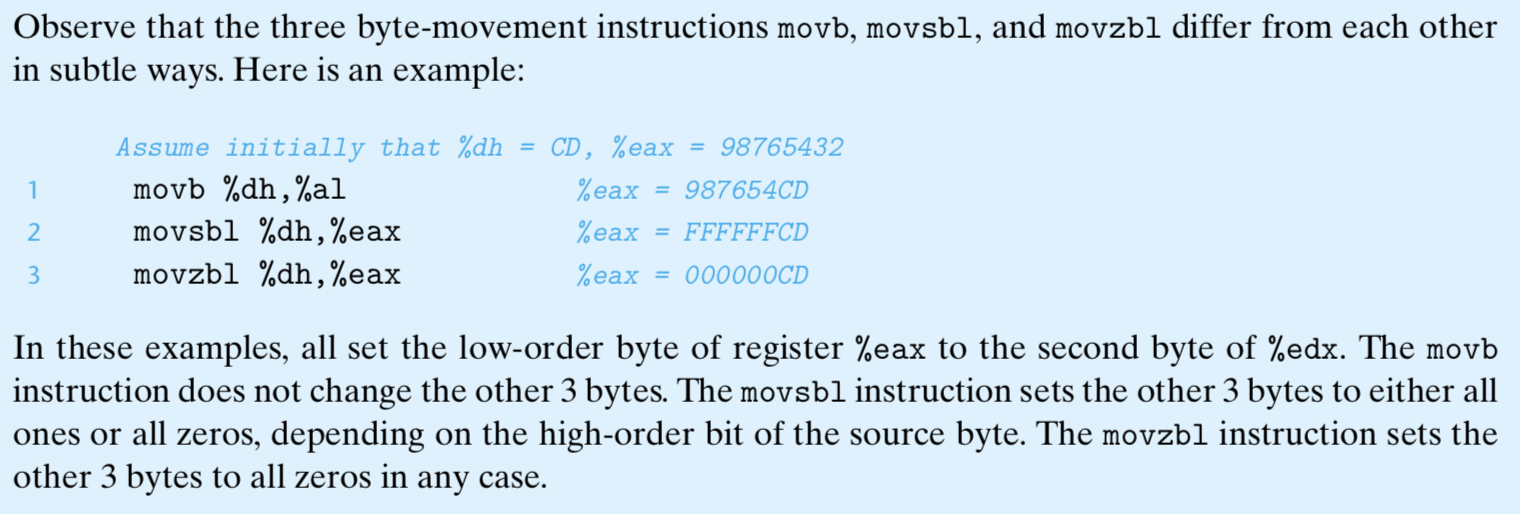 Observe that the three byte-movement instructions movb, movsbl, and movzbl differ from each other
in subtle ways. Here is an example:
Assume initially that %dh = CD, %eax = 98765432
1 movb %dh,%al %eax = 987654CD
2 movsbl %dh,%eax %eax = FFFFFFCD
3 movzbl %dh,%eax %eax = 000000CD
In these examples, all set the low-order byte of register %eax to the second byte of %edx. The movb
instruction does not change the other 3 bytes. The movsbl instruction sets the other 3 bytes to either all
ones or all zeros, depending on the high-order bit of the source byte. The movzbl instruction sets the
other 3 bytes to all zeros in any case.